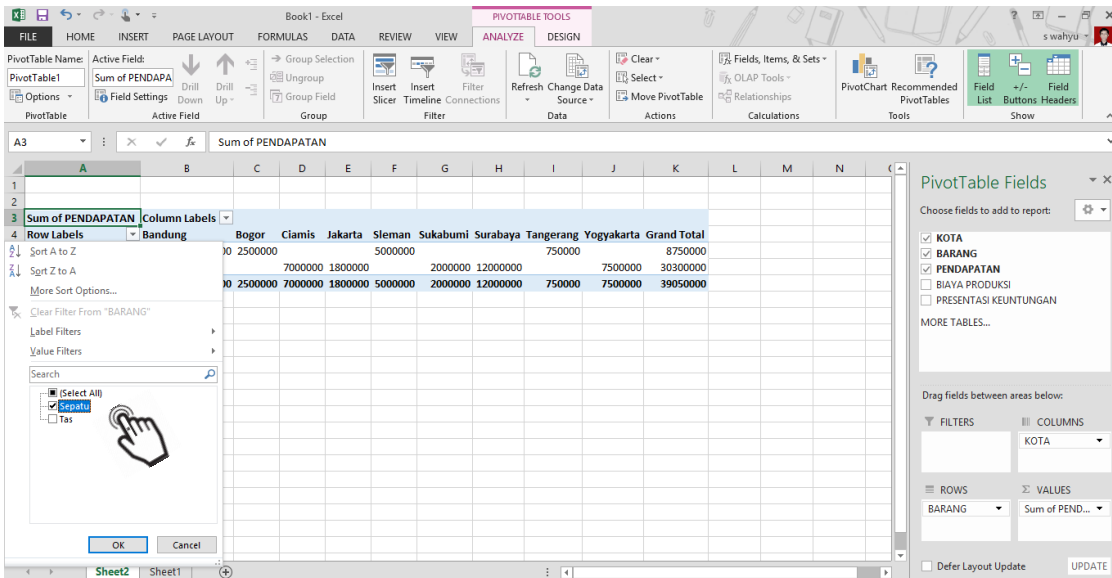 Book1 - Excel
PIVOTTABLE TOOLS
FILE HOME INSERT PAGE LAYOUT FORMULAS DATA REVIEW VIEW ANALYZE DESIGN
s wahyu
PivotTable Name:
PivotTable1
Options
PivotTable
Active Field:
Sum of PENDAPA
Field Settings
Drill Down
Drill Up
Active Field
Group Selection
Ungroup
Group Field
Group
Insert Slicer
Insert Timeline
Filter Connections
Filter
Refresh
Change Data Source
Data
Clear
Select
Move PivotTable
Actions
Fields, Items, & Sets
OLAP Tools
Relationships
Calculations
PivotChart
Recommended PivotTables
Tools
Field List
+/- Buttons
Field Headers
Show
A3
fx
Sum of PENDAPATAN
A B C D E F G H I J K L M N
1
2
3 Sum of PENDAPATAN Column Labels
4 Row Labels Bandung Bogor Ciamis Jakarta Sleman Sukabumi Surabaya Tangerang Yogyakarta Grand Total
00 2500000 5000000 750000 8750000
7000000 1800000 2000000 12000000 7500000 30300000
00 2500000 7000000 1800000 5000000 2000000 12000000 750000 7500000 39050000
Sort A to Z
Sort Z to A
More Sort Options...
Clear Filter From "BARANG"
Label Filters
Value Filters
Search
(Select All)
Sepatu
Tas
OK Cancel
Sheet2 Sheet1
PivotTable Fields
Choose fields to add to report:
KOTA
BARANG
PENDAPATAN
BIAYA PRODUKSI
PRESENTASI KEUNTUNGAN
MORE TABLES...
Drag fields between areas below:
FILTERS
COLUMNS
KOTA
ROWS
BARANG
Σ VALUES
Sum of PEND...
Defer Layout Update
UPDATE